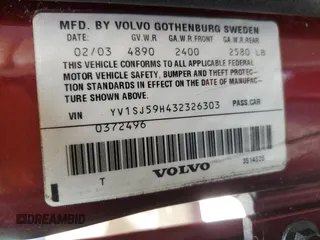 MFD. BY VOLVO GOTHENBURG SWEDEN
DATE: G.V.W.R GA.W.R FRONT GA.W.R REAR
02/03 4890 2400 2580 LB
THIS VEHICLE CONFORMS TO ALL APPLICABLE FEDERAL
MOTOR VEHICLE SAFETY, BUMPER AND THEFT PROTEC-
TION STANDARDS IN EFFECT ON THE DATE OF MANUFAC-
TURE SHOWN ABOVE.
VIN YV1SJ59H432326303 PASS.CAR
0372496
VOLVO
T
DREAMBID